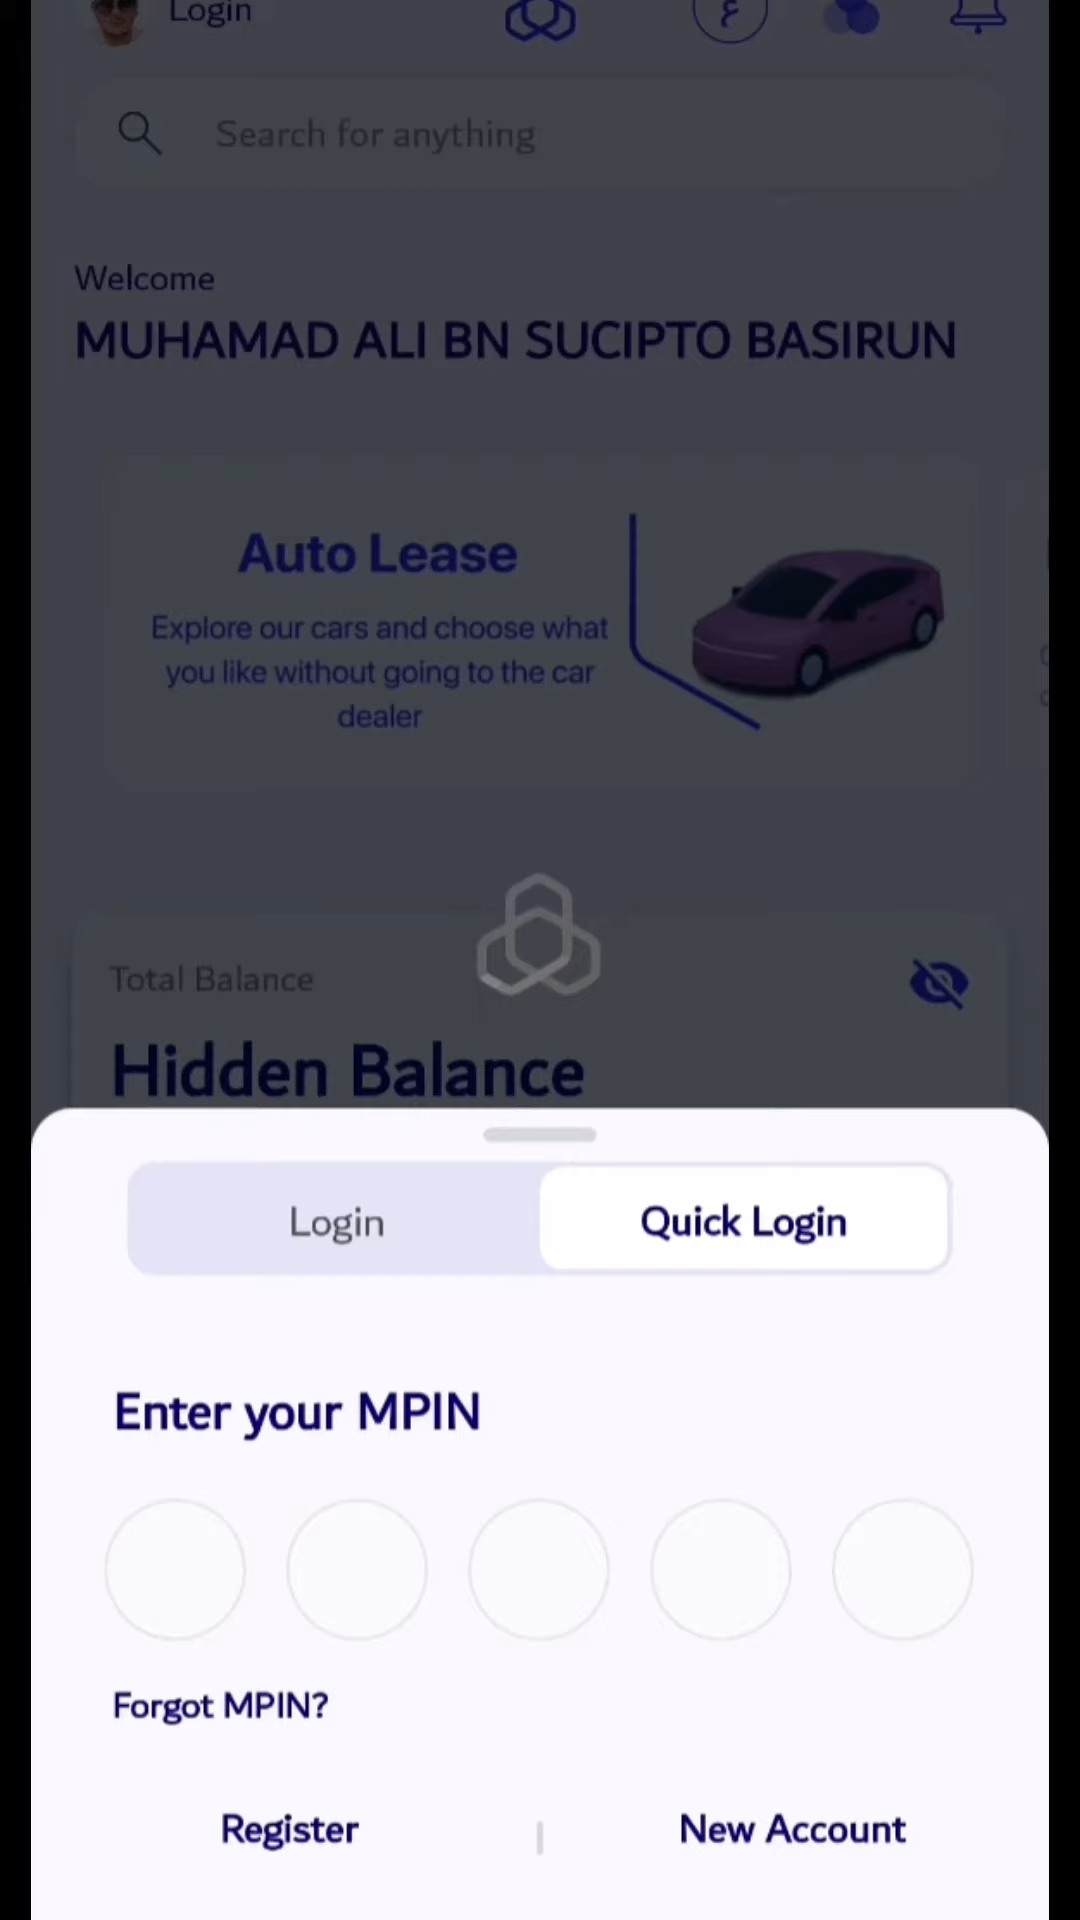 Login
ع
Search for anything
Welcome
MUHAMAD ALI BN SUCIPTO BASIRUN
Auto Lease
Explore our cars and choose what
you like without going to the car
dealer
Total Balance
Hidden Balance
Login
Quick Login
Enter your MPIN
Forgot MPIN?
Register
New Account